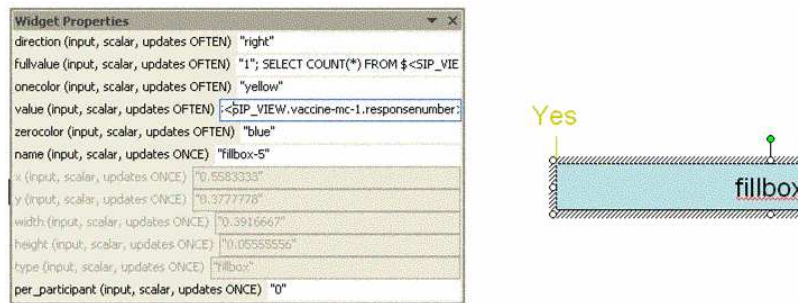 Widget Properties
direction (input, scalar, updates OFTEN) "right"
fullvalue (input, scalar, updates OFTEN) "1"; SELECT COUNT(*) FROM $<SIP_VIE
onecolor (input, scalar, updates OFTEN) "yellow"
value (input, scalar, updates OFTEN) <SIP_VIEW.vaccine-mc-1.responsenumber>
zerocolor (input, scalar, updates OFTEN) "blue"
name (input, scalar, updates ONCE) "fillbox-5"
x (input, scalar, updates ONCE) "0.5583333"
y (input, scalar, updates ONCE) "0.3777778"
width (input, scalar, updates ONCE) "0.3916667"
height (input, scalar, updates ONCE) "0.05555556"
type (input, scalar, updates ONCE) "fillbox"
per_participant (input, scalar, updates ONCE) "0"
Yes
fillbox